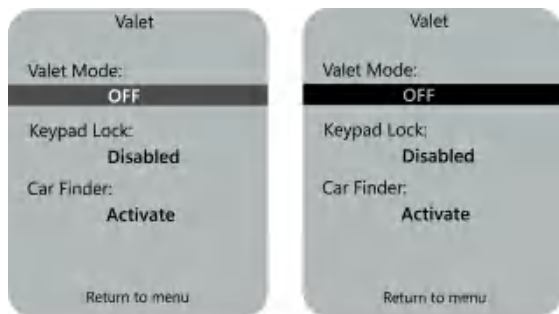 Valet
Valet Mode:
OFF
Keypad Lock:
Disabled
Car Finder:
Activate
Return to menu
Valet
Valet Mode:
OFF
Keypad Lock:
Disabled
Car Finder:
Activate
Return to menu